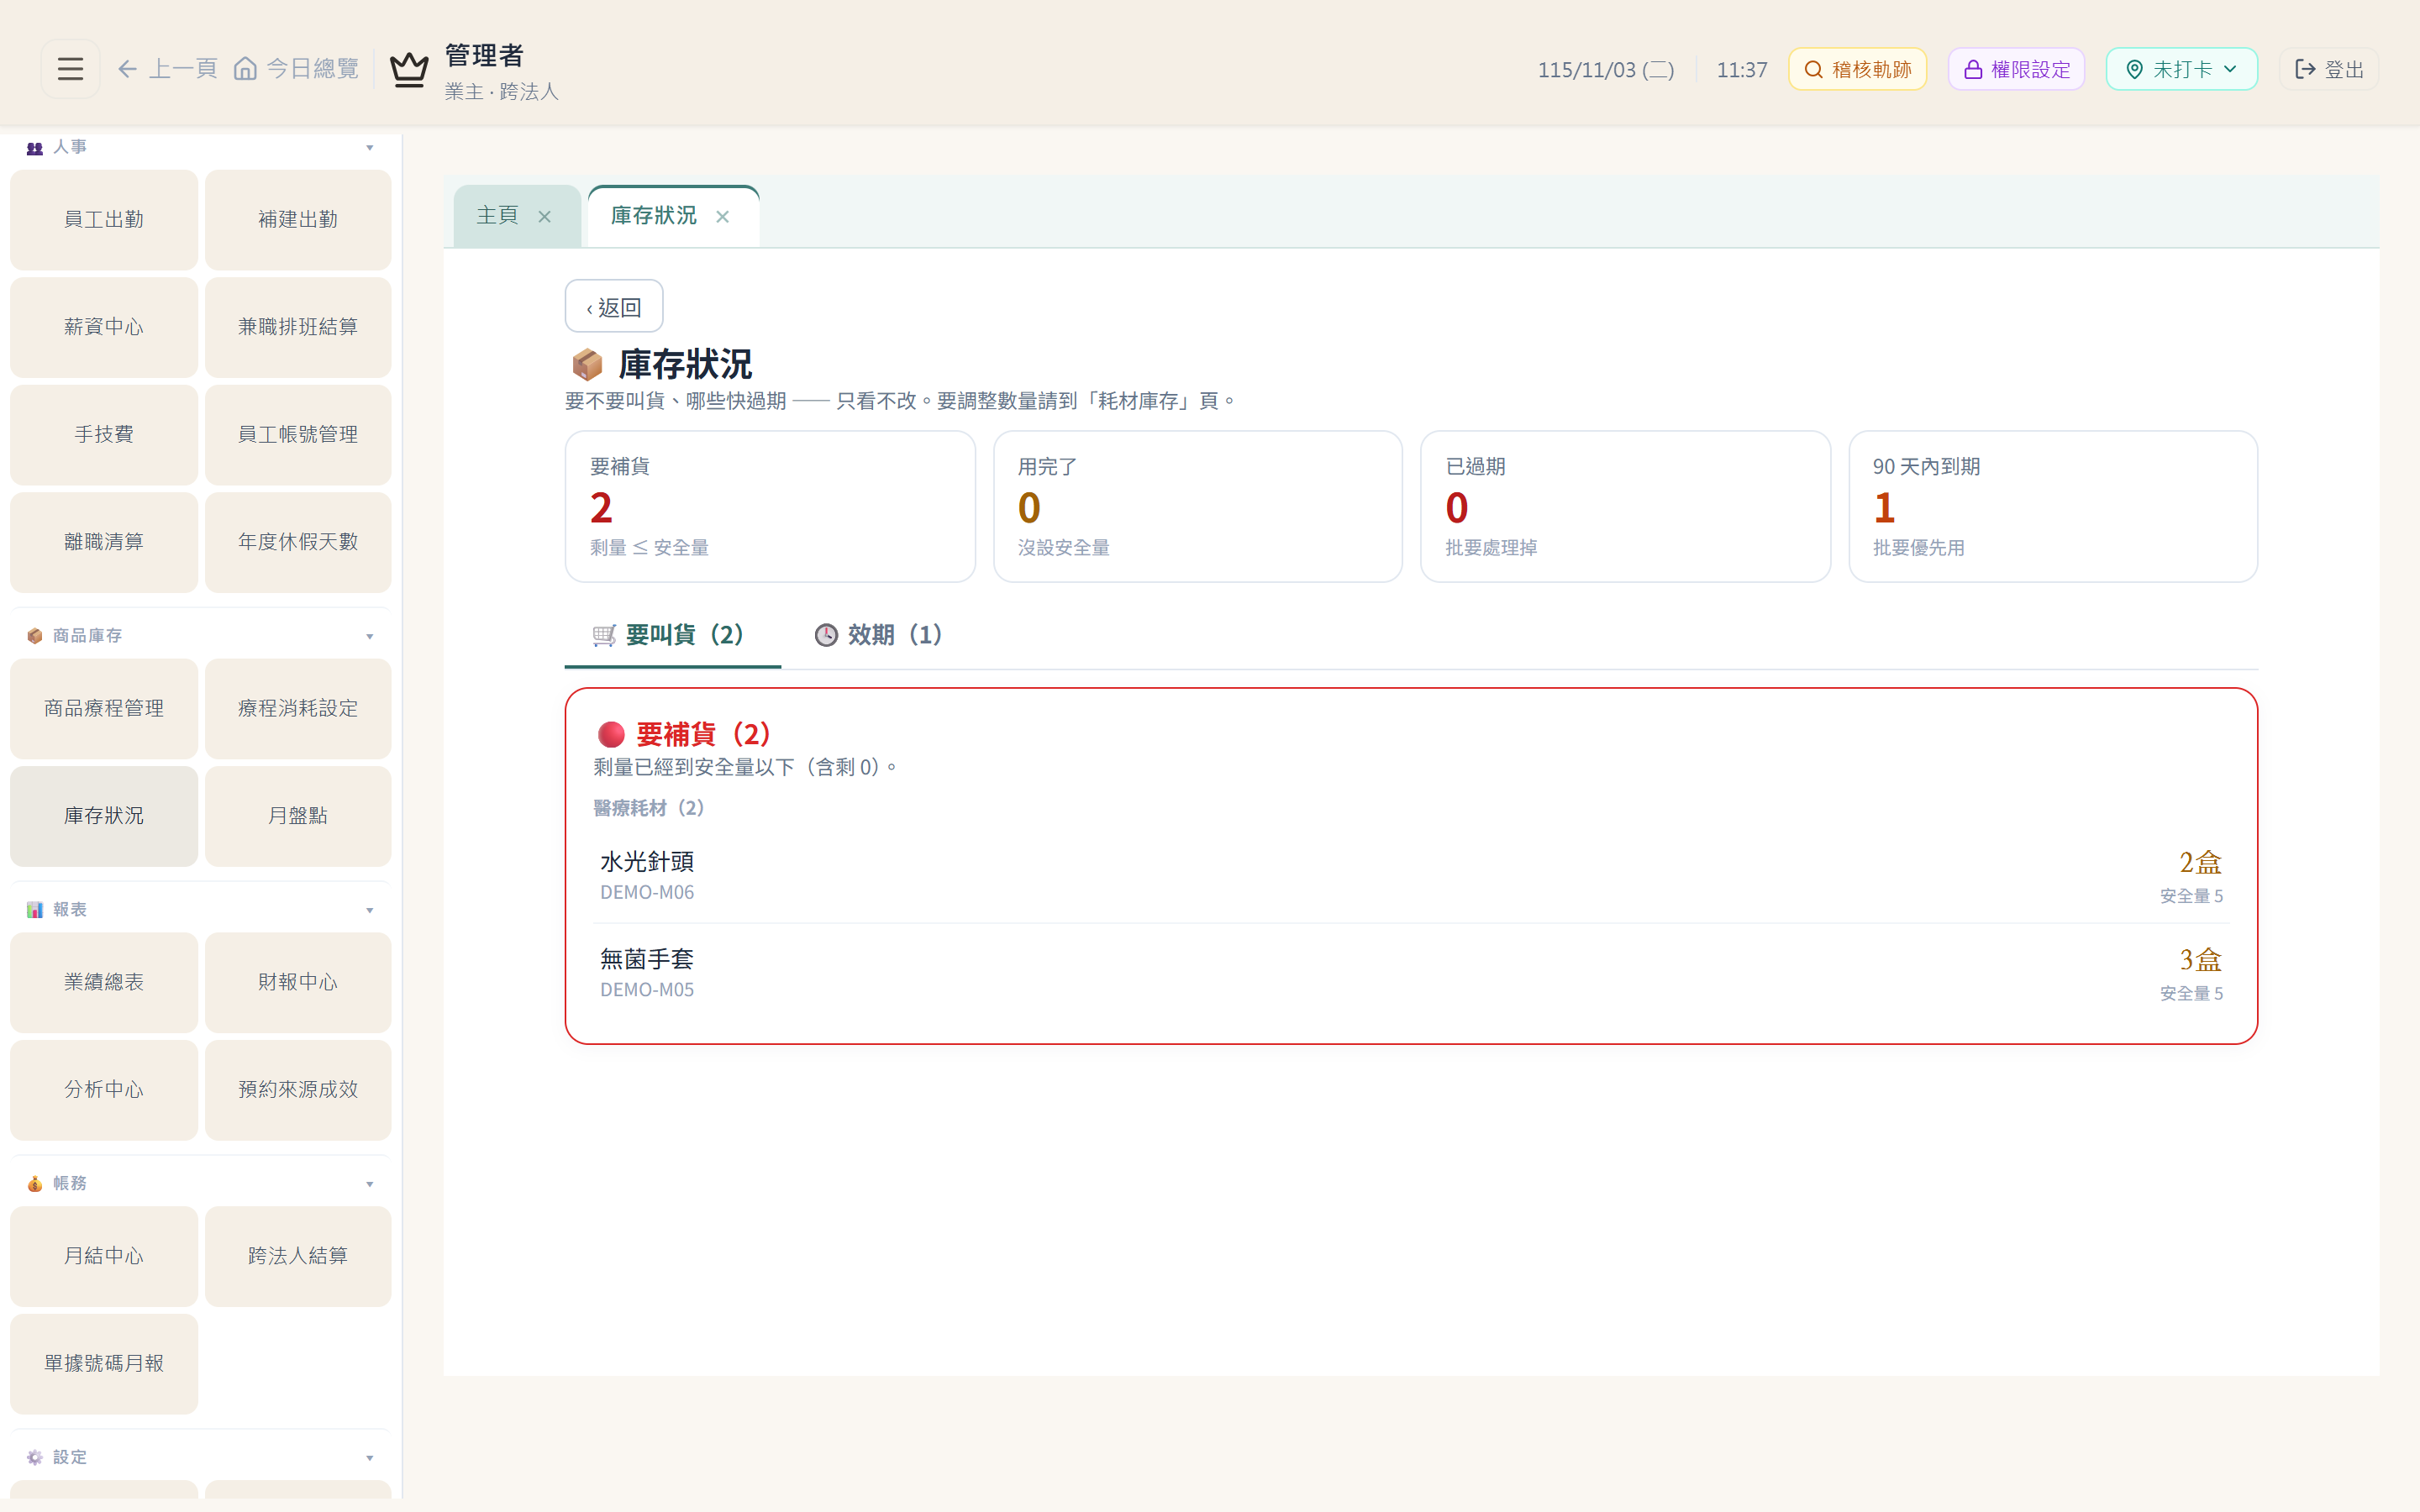 上一頁
今日總覽
管理者
業主 · 跨法人
115/11/03 (二)
11:37
稽核軌跡
權限設定
未打卡
登出
人事
員工出勤
補建出勤
薪資中心
兼職排班結算
手技費
員工帳號管理
離職清算
年度休假天數
商品庫存
商品療程管理
療程消耗設定
庫存狀況
月盤點
報表
業績總表
財報中心
分析中心
預約來源成效
帳務
月結中心
跨法人結算
單據號碼月報
設定
主頁 ×
庫存狀況 ×
‹ 返回
庫存狀況
要不要叫貨、哪些快過期 —— 只看不改。要調整數量請到「耗材庫存」頁。
要補貨
2
剩量 ≤ 安全量
用完了
0
沒設安全量
已過期
0
批要處理掉
90 天內到期
1
批要優先用
要叫貨（2）
效期（1）
要補貨（2）
剩量已經到安全量以下（含剩 0）。
醫療耗材（2）
水光針頭
DEMO-M06
2盒
安全量 5
無菌手套
DEMO-M05
3盒
安全量 5